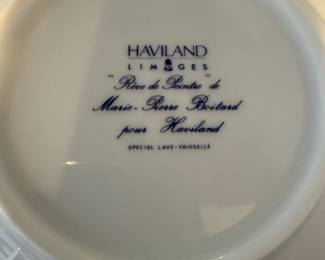 HAVILAND
LIMOGES
"Rêve de Peintre" de
Marie-Pierre Boitard
pour Haviland
SPECIAL LAVE-VAISSELLE